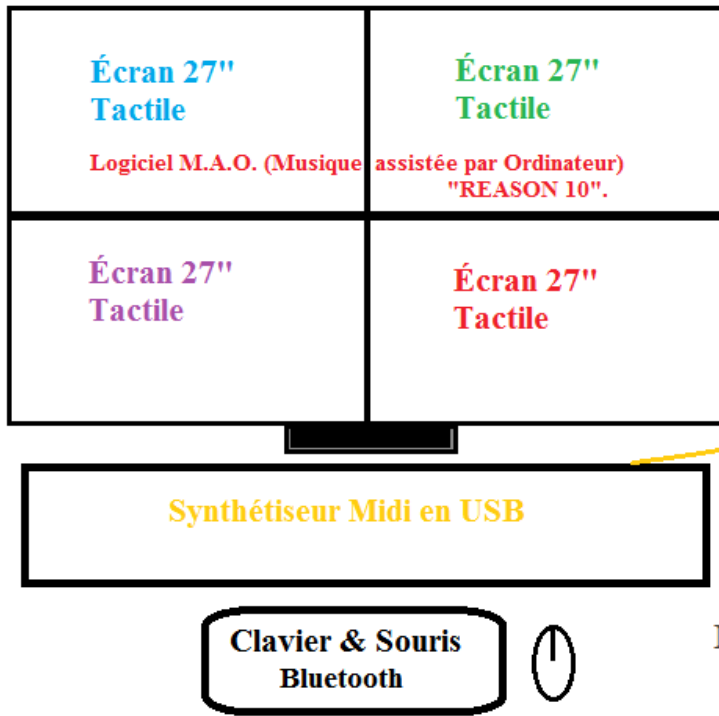 Écran 27"
Tactile
Écran 27"
Tactile
Logiciel M.A.O. (Musique assistée par Ordinateur)
"REASON 10".
Écran 27"
Tactile
Écran 27"
Tactile
Synthétiseur Midi en USB
Clavier & Souris
Bluetooth